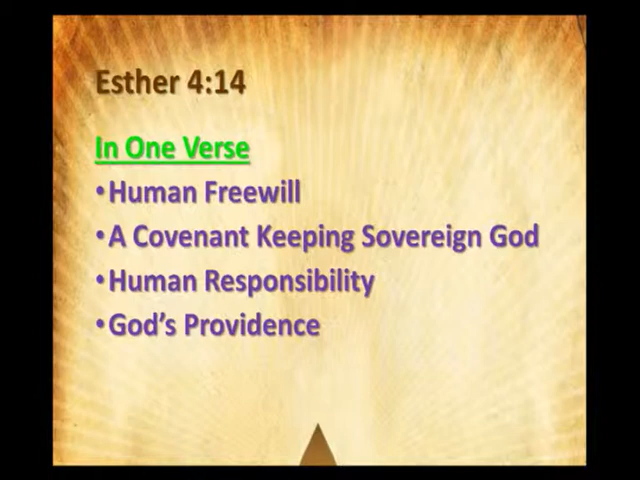 Esther 4:14
In One Verse
•Human Freewill
•A Covenant Keeping Sovereign God
•Human Responsibility
•God's Providence